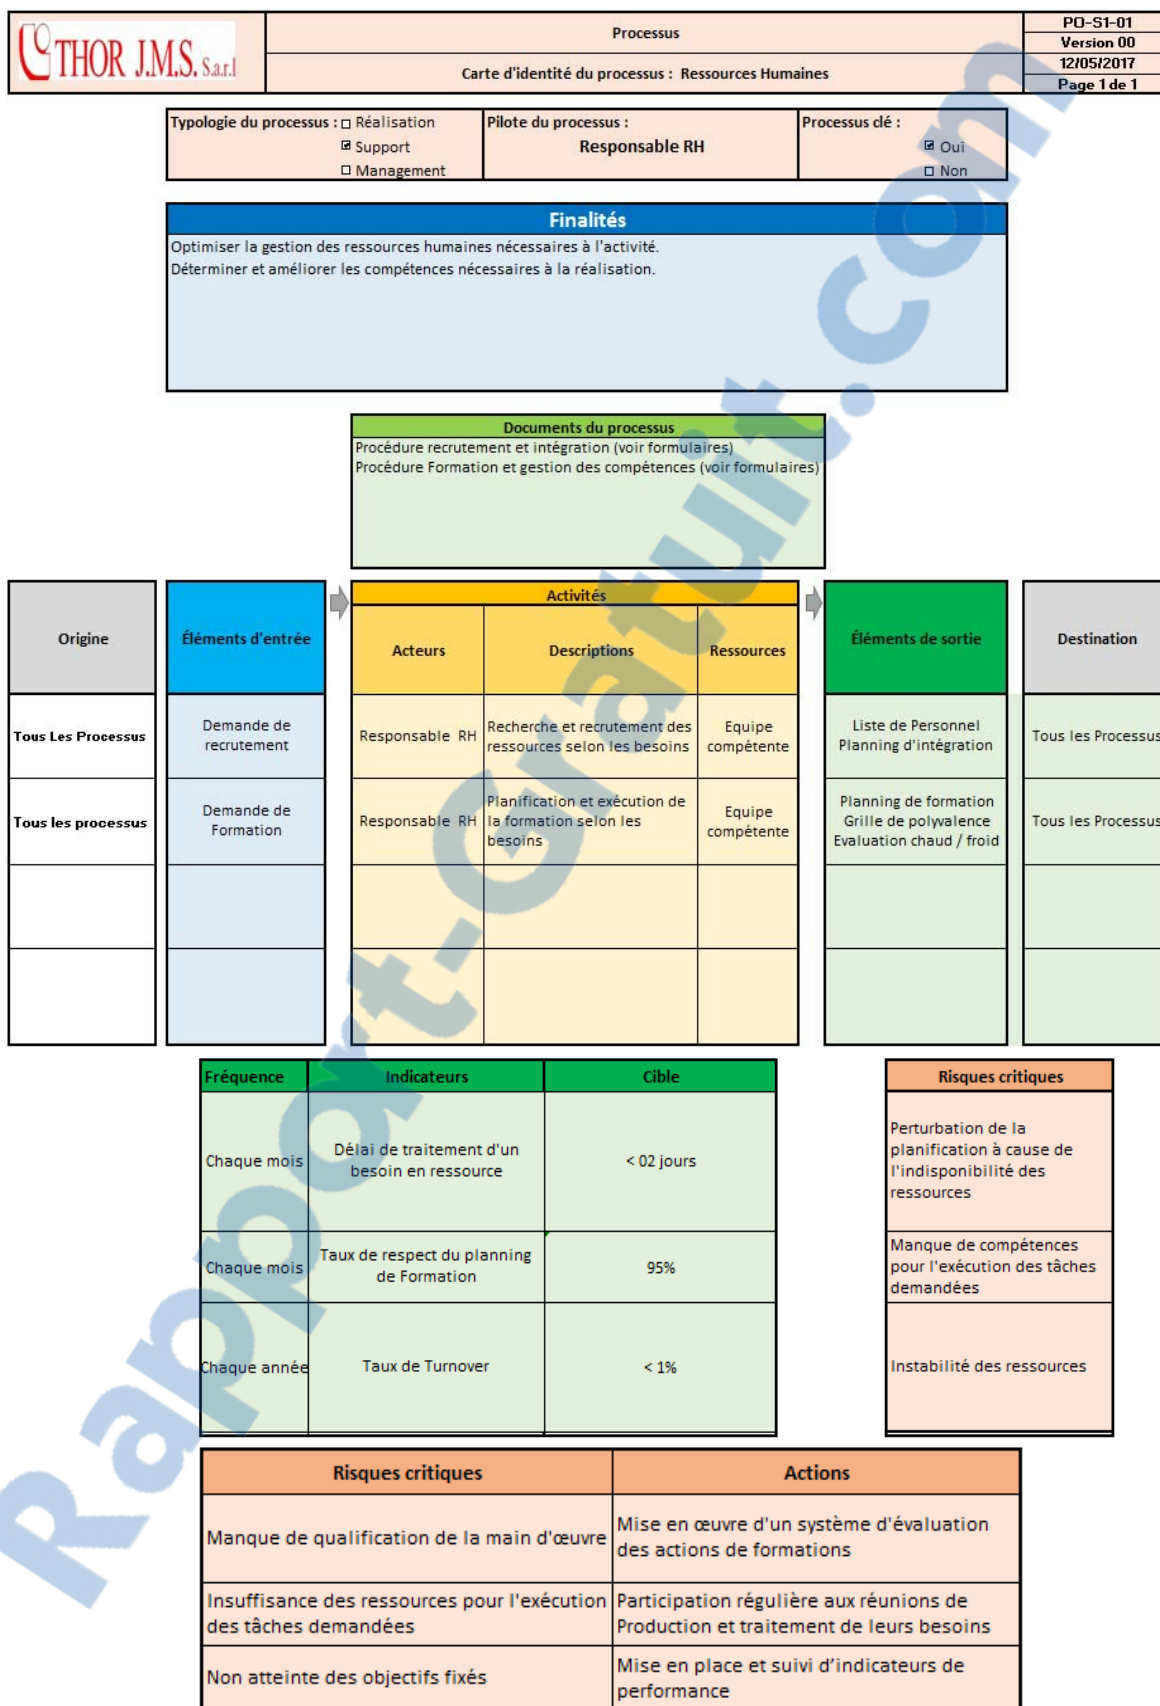 THOR J.M.S. S.a.r.l
Processus
Carte d'identité du processus : Ressources Humaines
PO-S1-01
Version 00
12/05/2017
Page 1 de 1
Typologie du processus : □ Réalisation
☑ Support
□ Management
Pilote du processus :
Responsable RH
Processus clé :
☑ Oui
□ Non
Finalités
Optimiser la gestion des ressources humaines nécessaires à l'activité.
Déterminer et améliorer les compétences nécessaires à la réalisation.
Documents du processus
Procédure recrutement et intégration (voir formulaires)
Procédure Formation et gestion des compétences (voir formulaires)
Origine
Éléments d'entrée
Activités
Acteurs
Descriptions
Ressources
Éléments de sortie
Destination
Tous Les Processus
Demande de
recrutement
Responsable RH
Recherche et recrutement des
ressources selon les besoins
Equipe
compétente
Liste de Personnel
Planning d'intégration
Tous les Processus
Tous les processus
Demande de
Formation
Responsable RH
Planification et exécution de
la formation selon les
besoins
Equipe
compétente
Planning de formation
Grille de polyvalence
Evaluation chaud / froid
Tous les Processus
Fréquence
Indicateurs
Cible
Chaque mois
Délai de traitement d'un
besoin en ressource
< 02 jours
Chaque mois
Taux de respect du planning
de Formation
95%
Chaque année
Taux de Turnover
< 1%
Risques critiques
Perturbation de la
planification à cause de
l'indisponibilité des
ressources
Manque de compétences
pour l'exécution des tâches
demandées
Instabilité des ressources
Risques critiques
Actions
Manque de qualification de la main d'œuvre
Mise en œuvre d'un système d'évaluation
des actions de formations
Insuffisance des ressources pour l'exécution
des tâches demandées
Participation régulière aux réunions de
Production et traitement de leurs besoins
Non atteinte des objectifs fixés
Mise en place et suivi d’indicateurs de
performance
Rapport-Gratuit.com